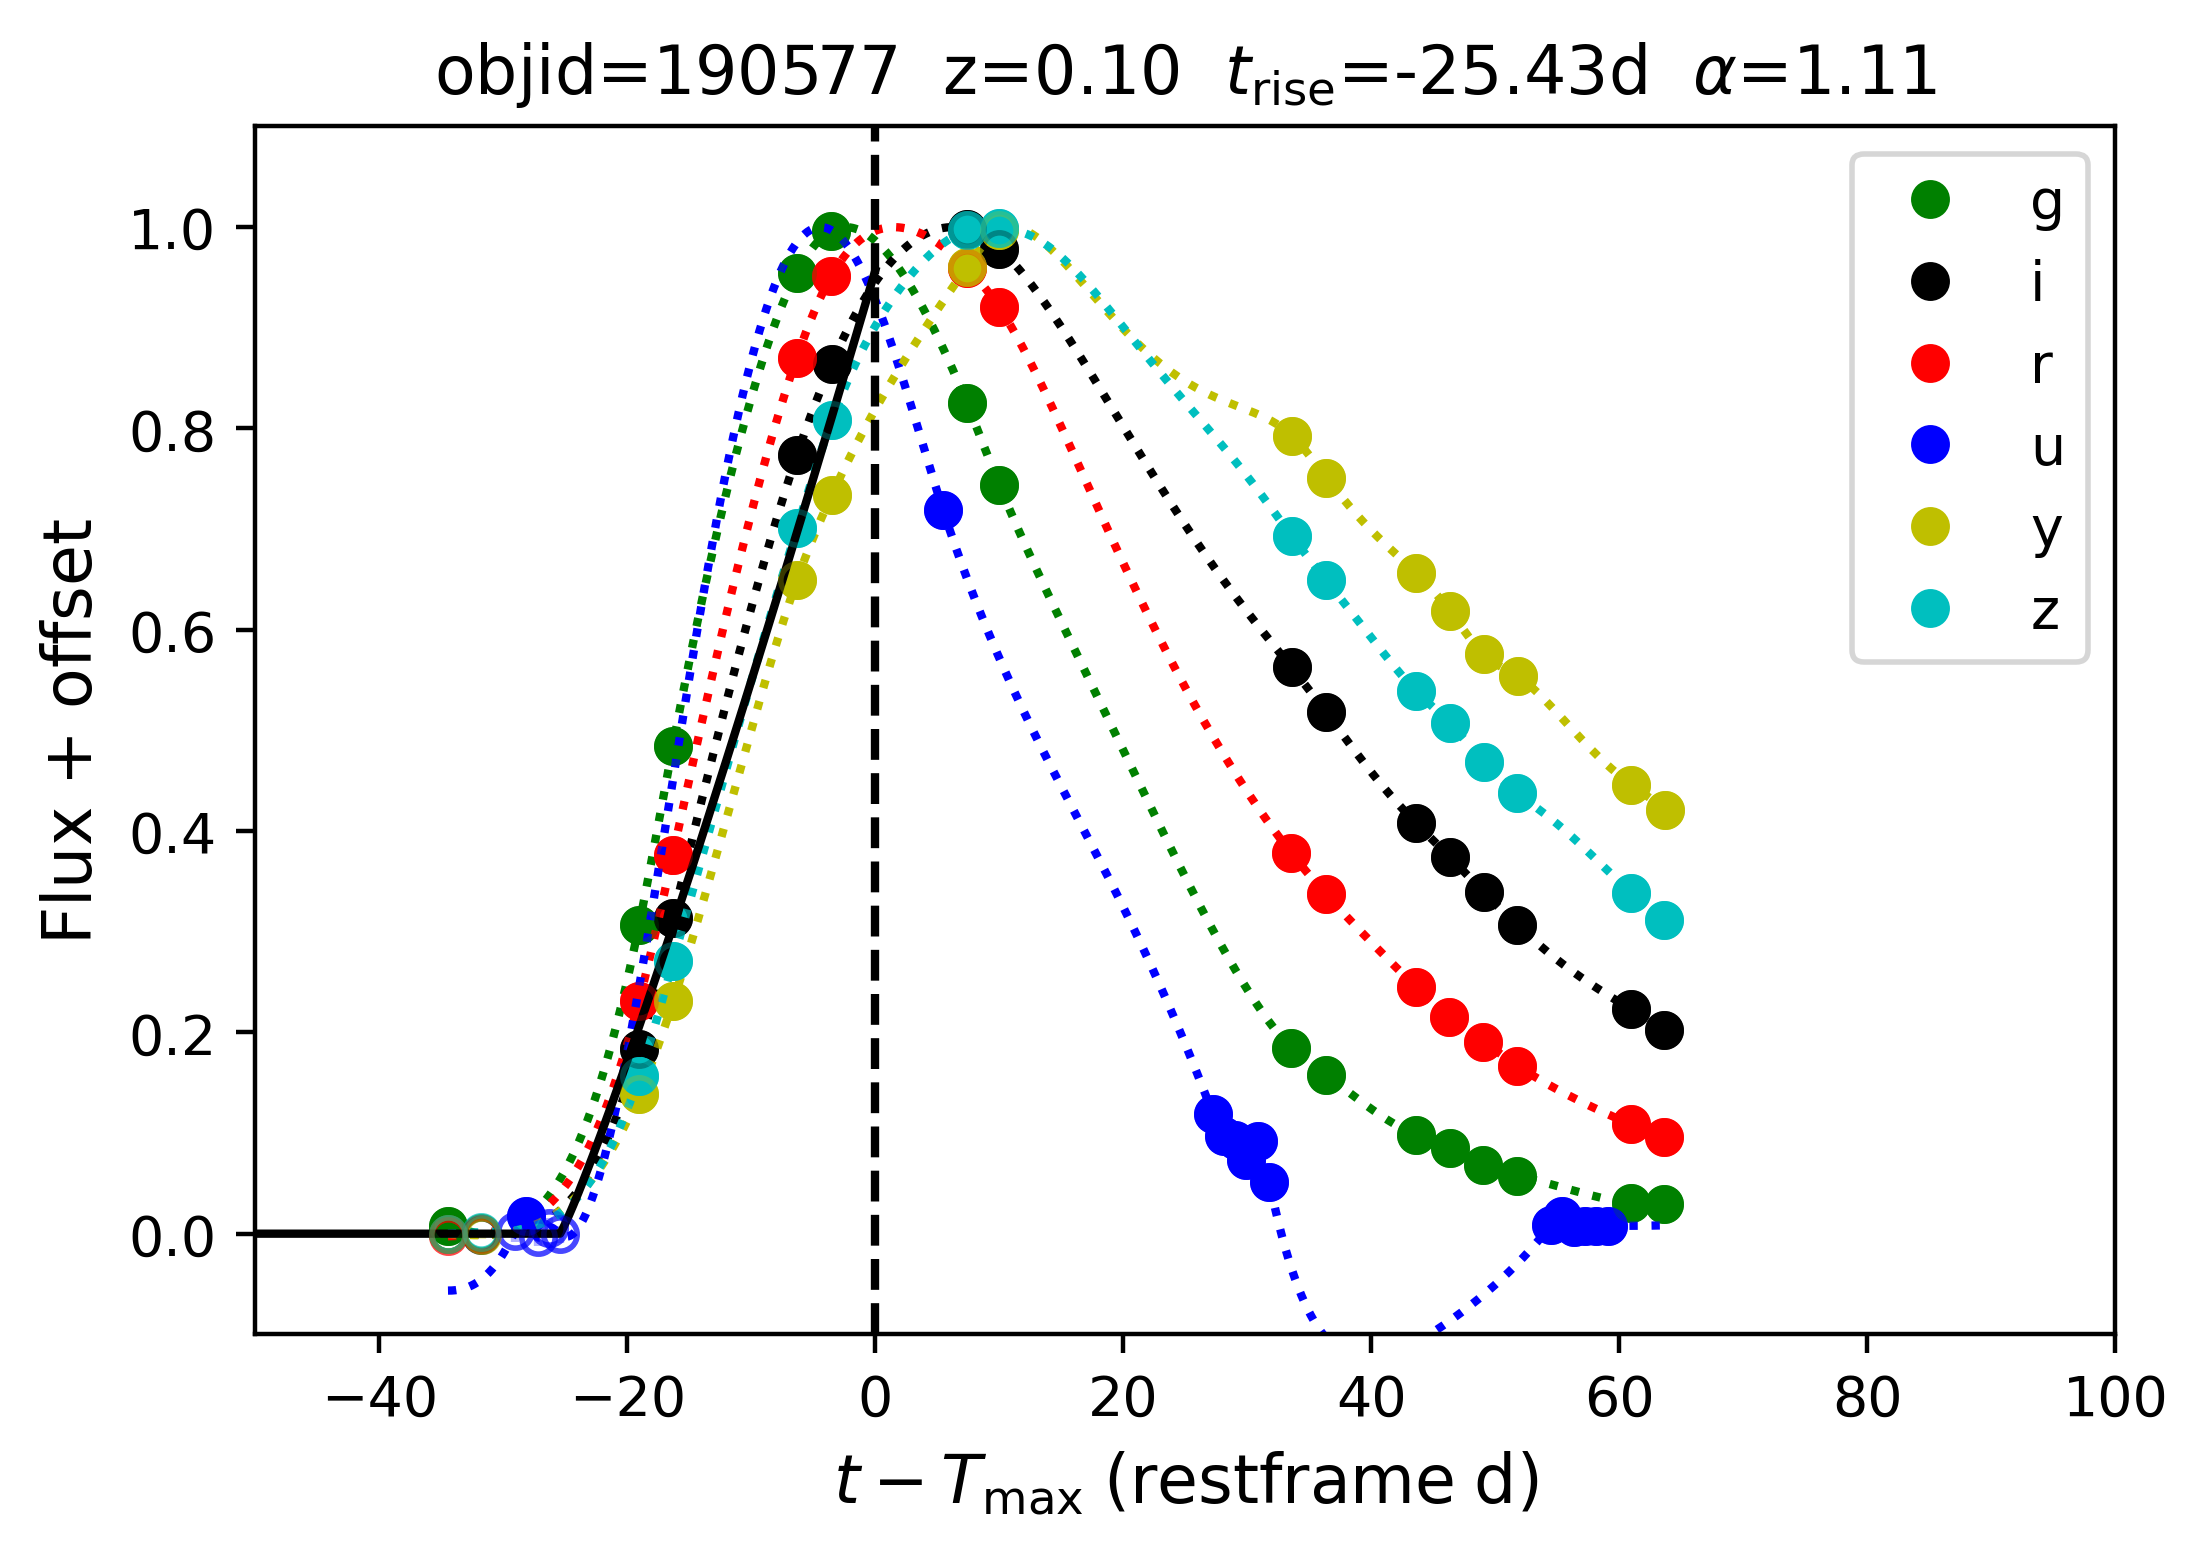 objid=190577 z=0.10 t_rise=-25.43d α=1.11
Flux + offset
1.0
0.8
0.6
0.4
0.2
0.0
−40 −20 0 20 40 60 80 100
t − T_max (restframe d)
g
i
r
u
y
z